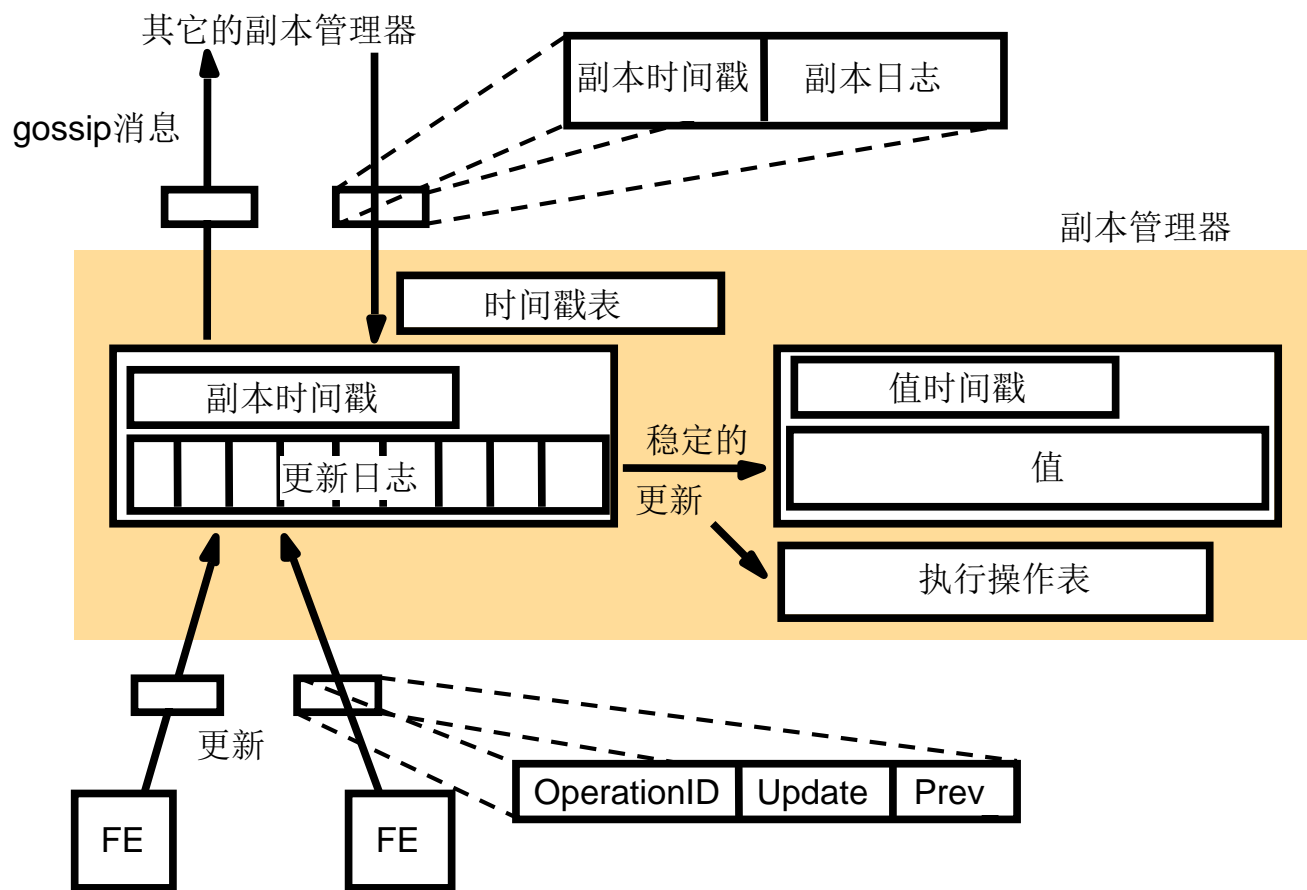 其它的副本管理器
副本时间戳 副本日志
gossip消息
副本管理器
时间戳表
副本时间戳
值时间戳
更新日志
稳定的
更新
值
执行操作表
更新
OperationID Update Prev
FE FE